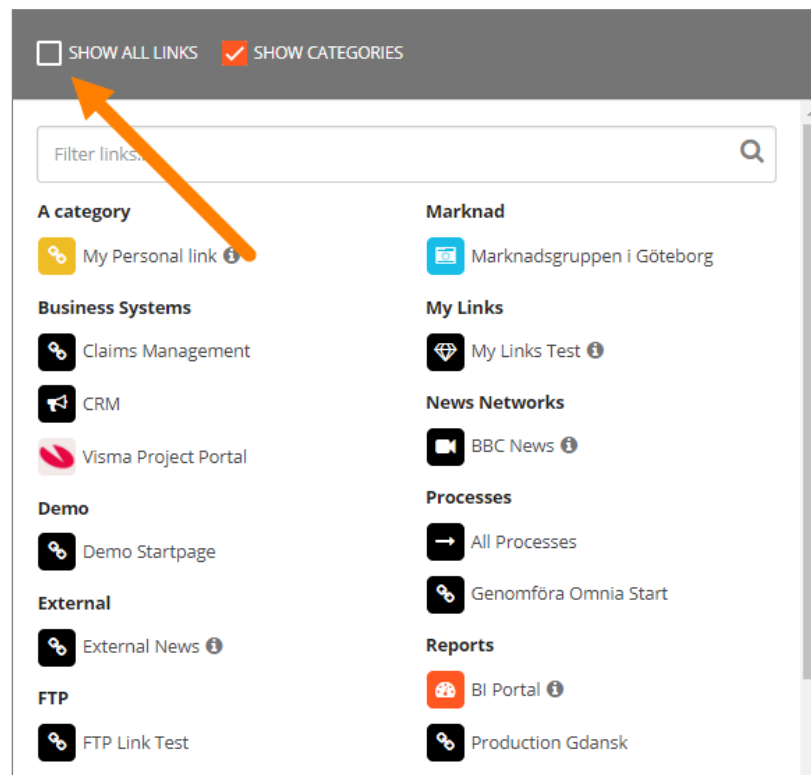 SHOW ALL LINKS SHOW CATEGORIES
Filter links...
A category
My Personal link
Business Systems
Claims Management
CRM
Visma Project Portal
Demo
Demo Startpage
External
External News
FTP
FTP Link Test
Marknad
Marknadsgruppen i Göteborg
My Links
My Links Test
News Networks
BBC News
Processes
All Processes
Genomföra Omnia Start
Reports
BI Portal
Production Gdansk